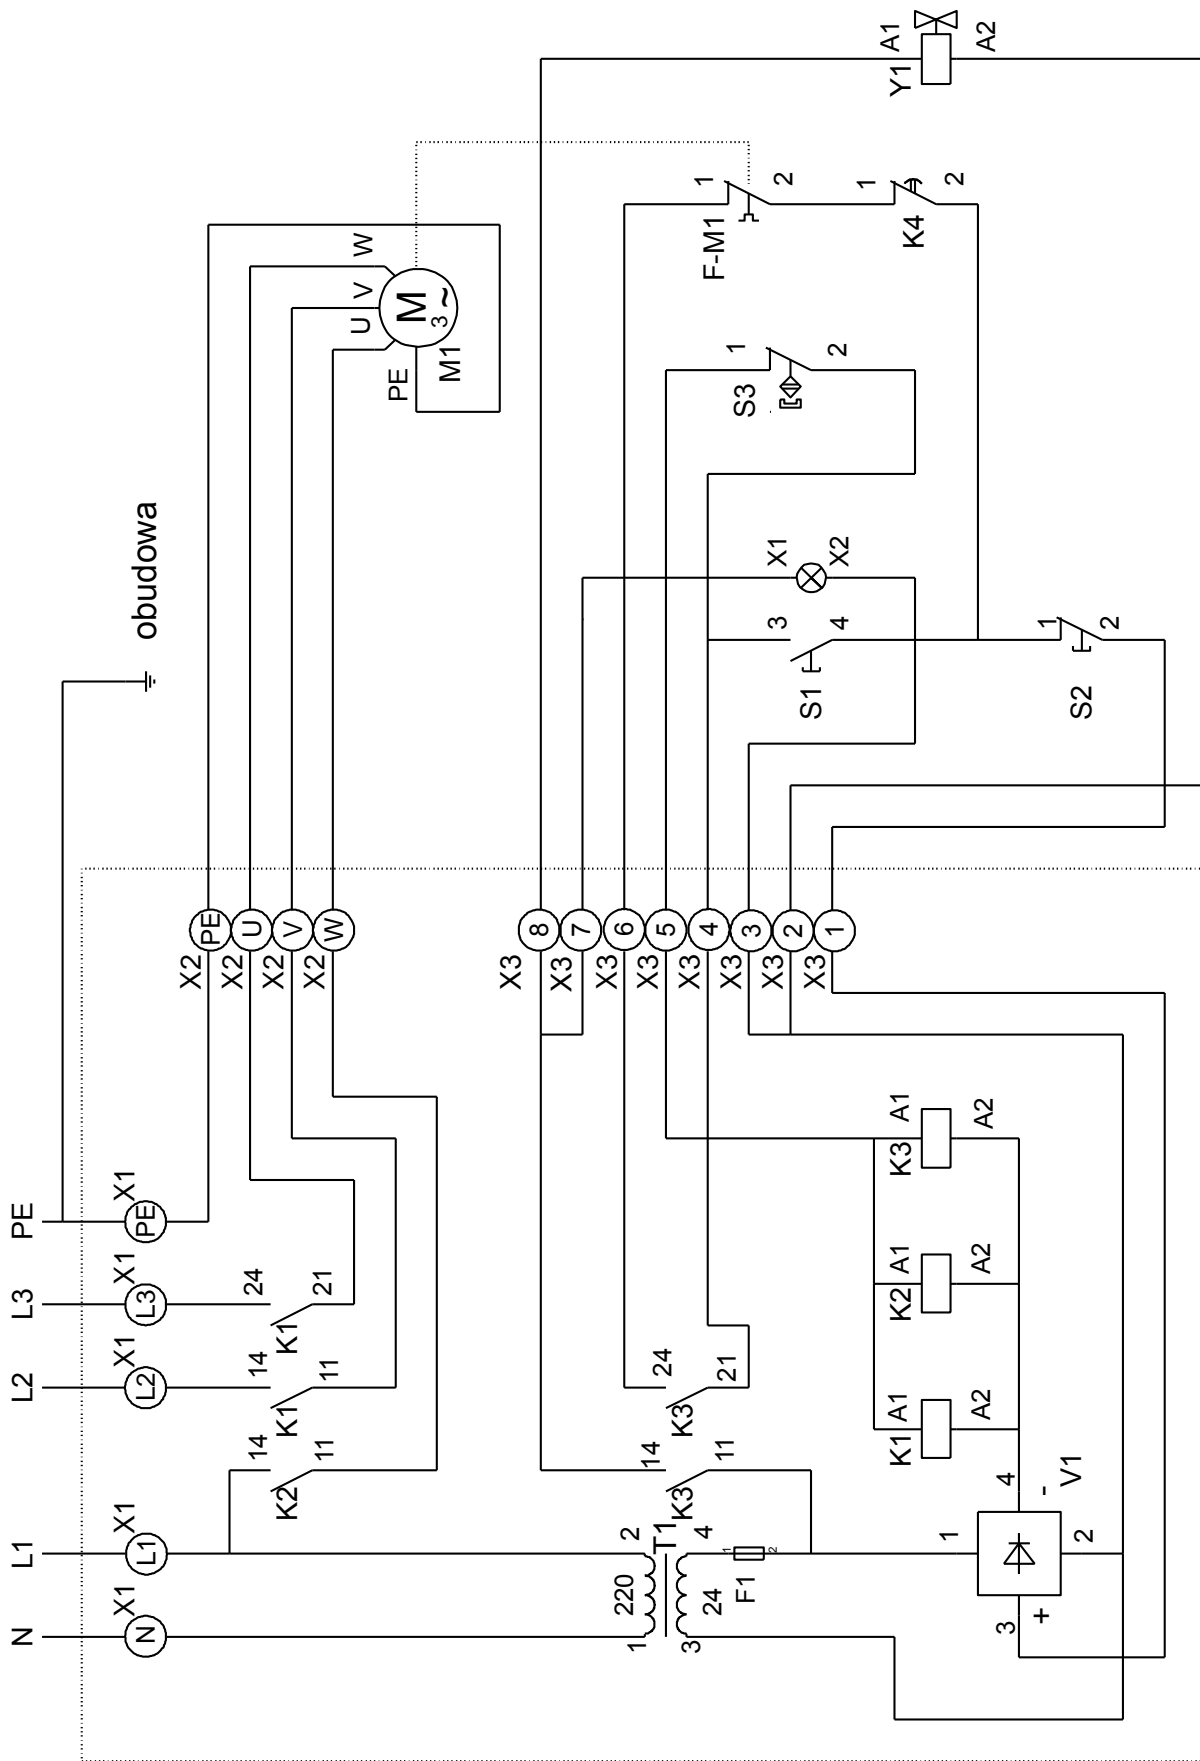 N
L1
L2
L3
PE
X1
X1
X1
X1
X1
N
L1
L2
L3
PE
obudowa
14
14
24
K2
K1
K1
11
11
21
X2
X2
X2
X2
PE
U
V
W
U
V
W
PE
M
3
~
M1
1
2
220
T1
24
3
4
1
2
F1
14
K3
11
24
K3
21
X3
X3
X3
X3
X3
X3
X3
X3
8
7
6
5
4
3
2
1
1
2
3
4
+
-
V1
K1
A1
A2
K2
A1
A2
K3
A1
A2
S1
3
4
X1
X2
S2
1
2
S3
1
2
F-M1
1
2
K4
1
2
Y1
A1
A2